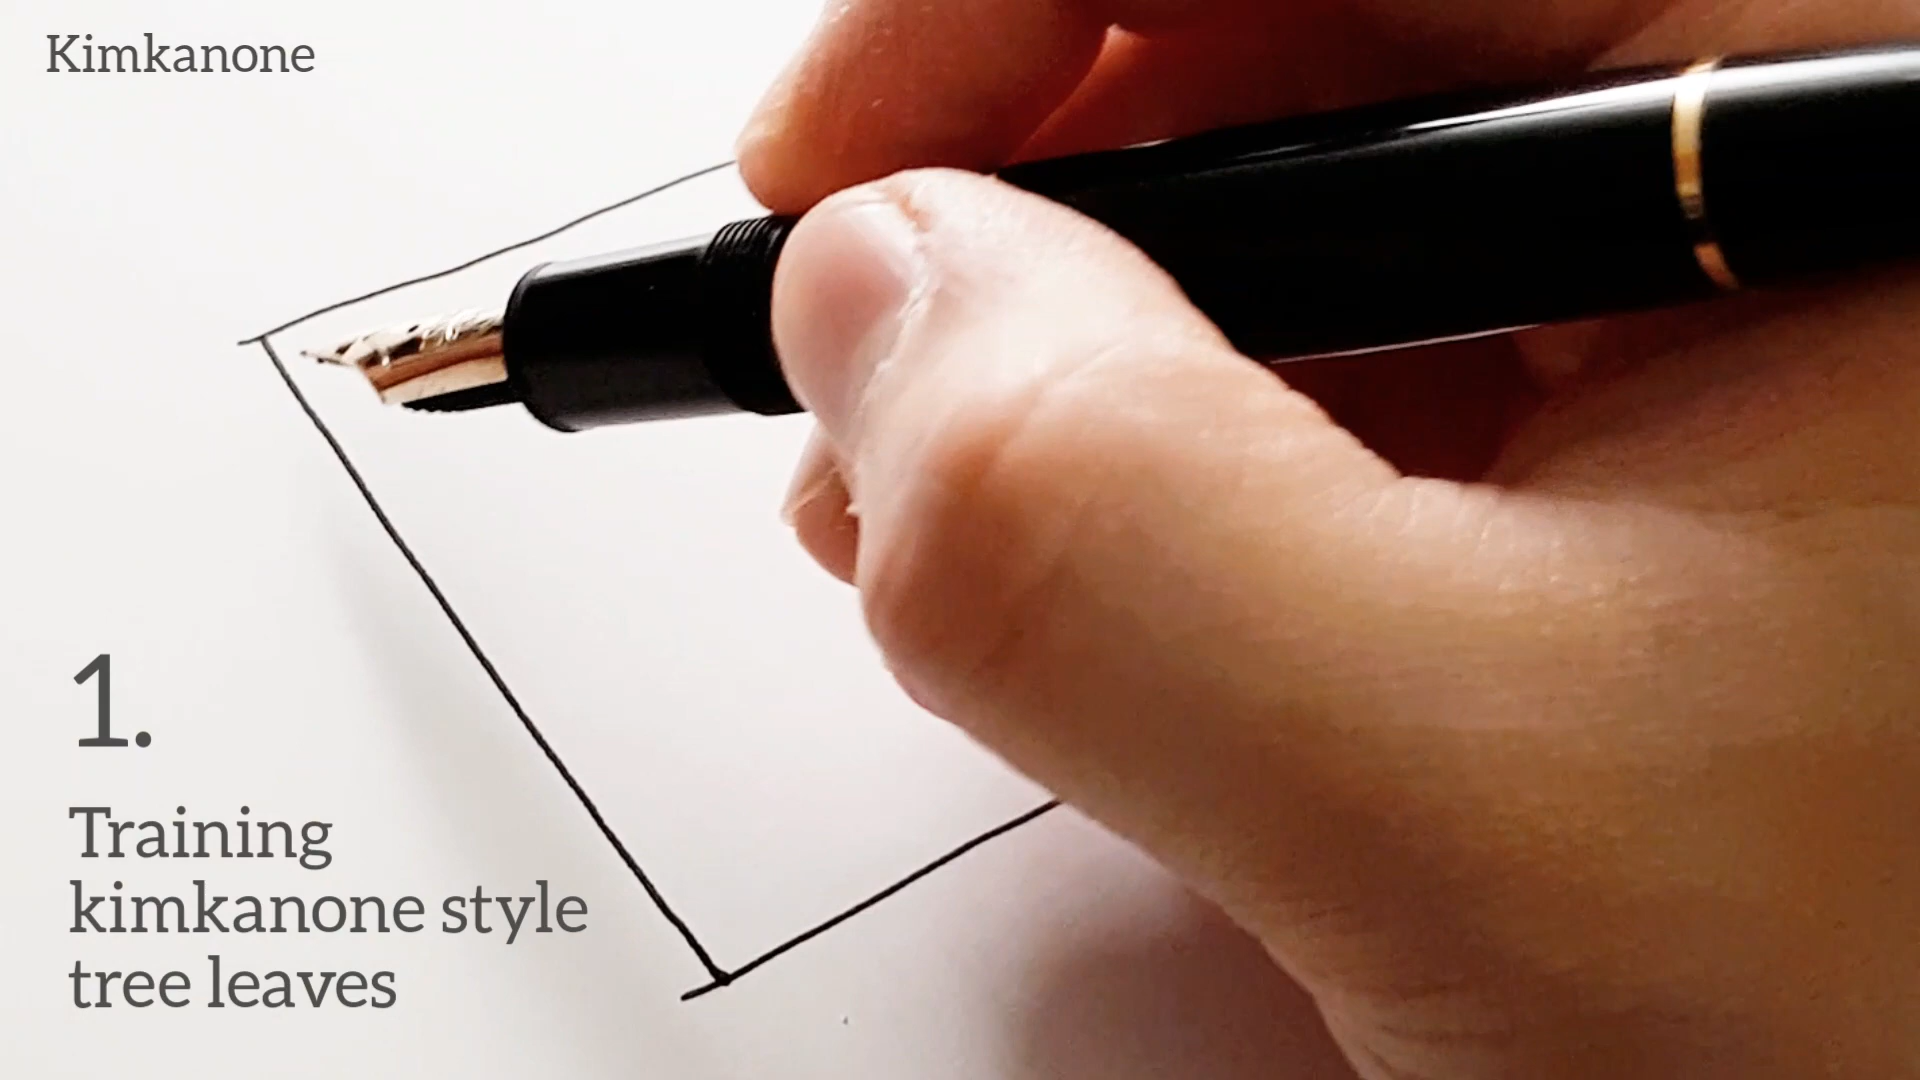 Kimkanone
1.
Training
kimkanone style
tree leaves